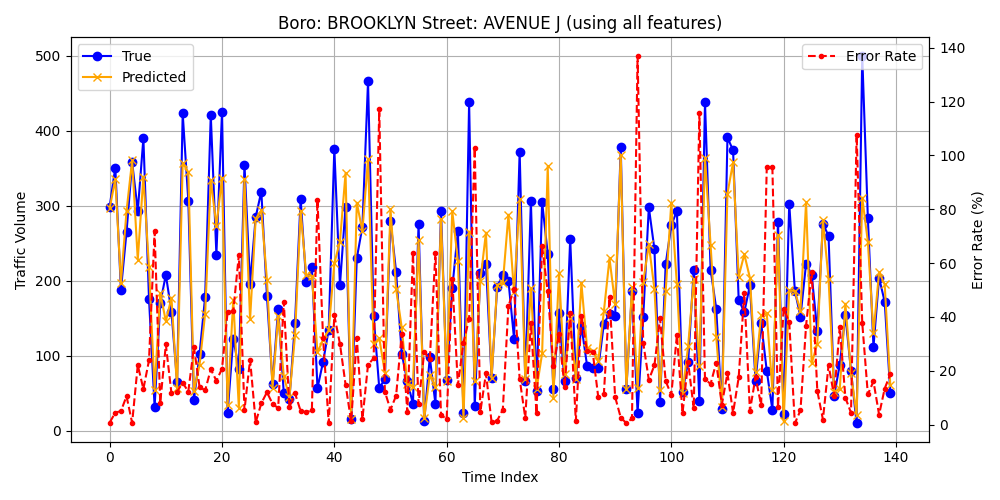 Boro: BROOKLYN Street: AVENUE J (using all features)
True
Predicted
Error Rate
500
400
300
200
100
0
Traffic Volume
140
120
100
80
60
40
20
0
Error Rate (%)
0 20 40 60 80 100 120 140
Time Index